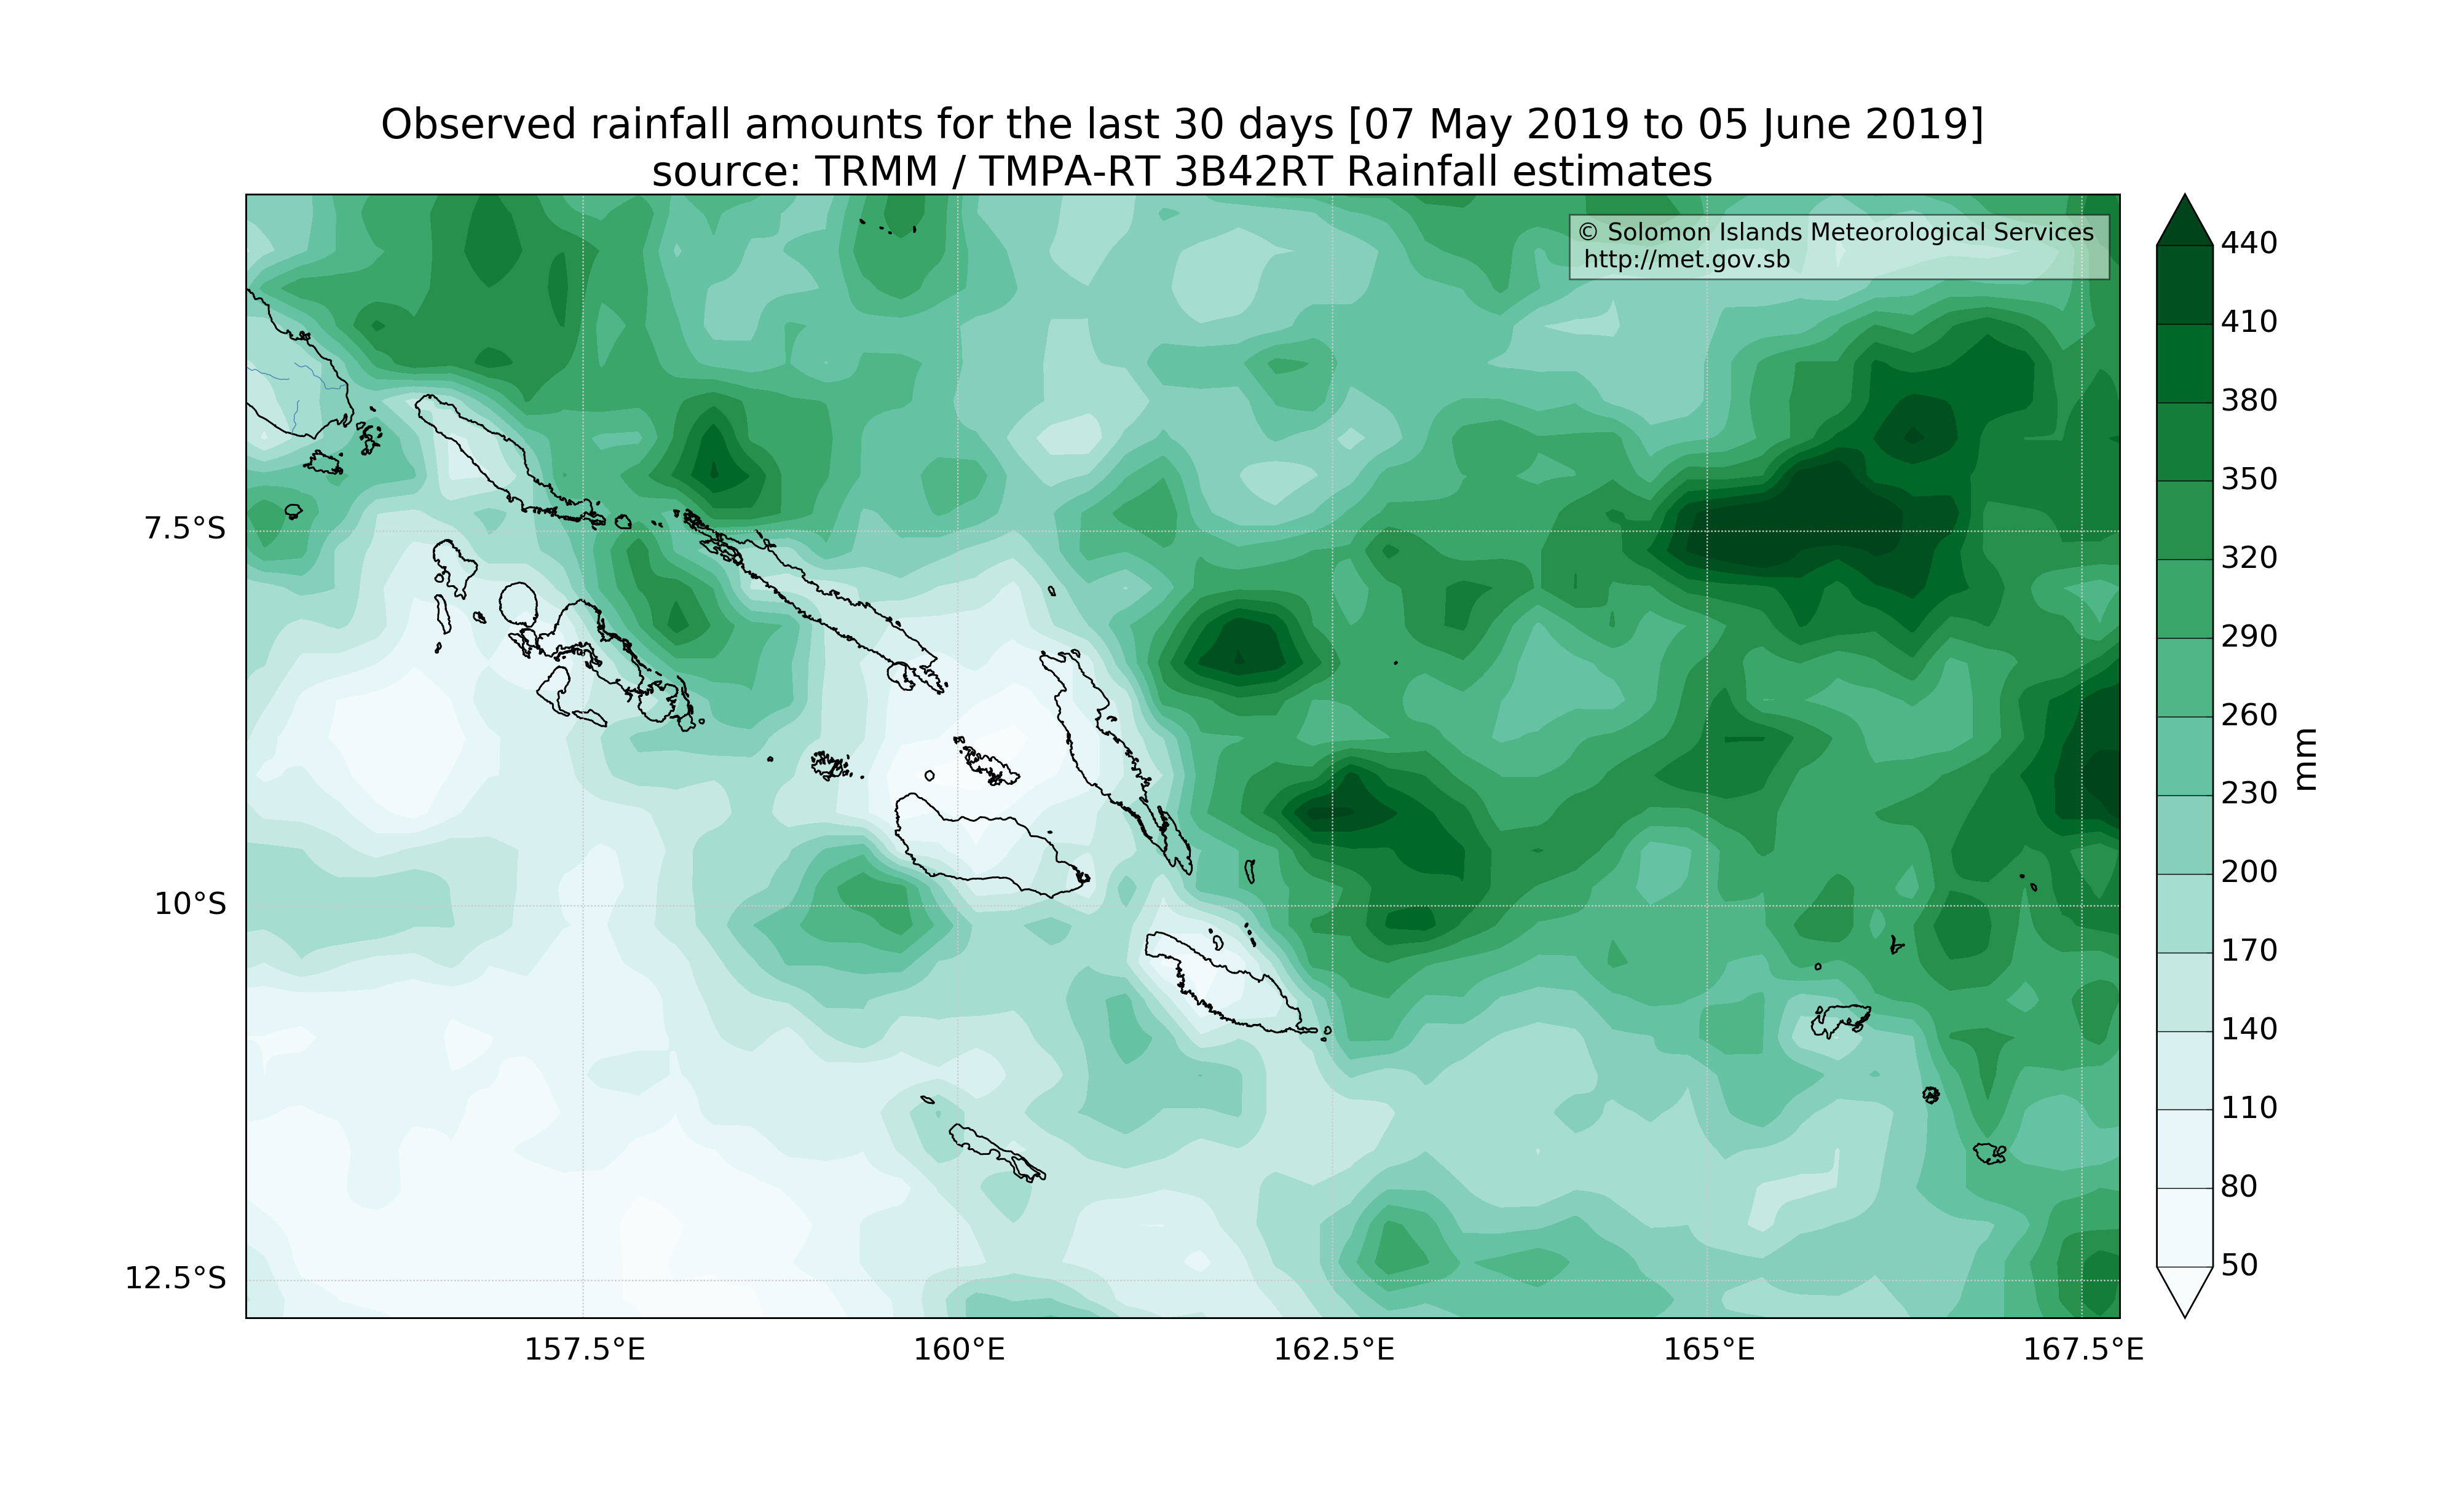 Observed rainfall amounts for the last 30 days [07 May 2019 to 05 June 2019]
source: TRMM / TMPA-RT 3B42RT Rainfall estimates
© Solomon Islands Meteorological Services
http://met.gov.sb
7.5°S
10°S
12.5°S
157.5°E
160°E
162.5°E
165°E
167.5°E
440
410
380
350
320
290
260
230
200
170
140
110
80
50
mm